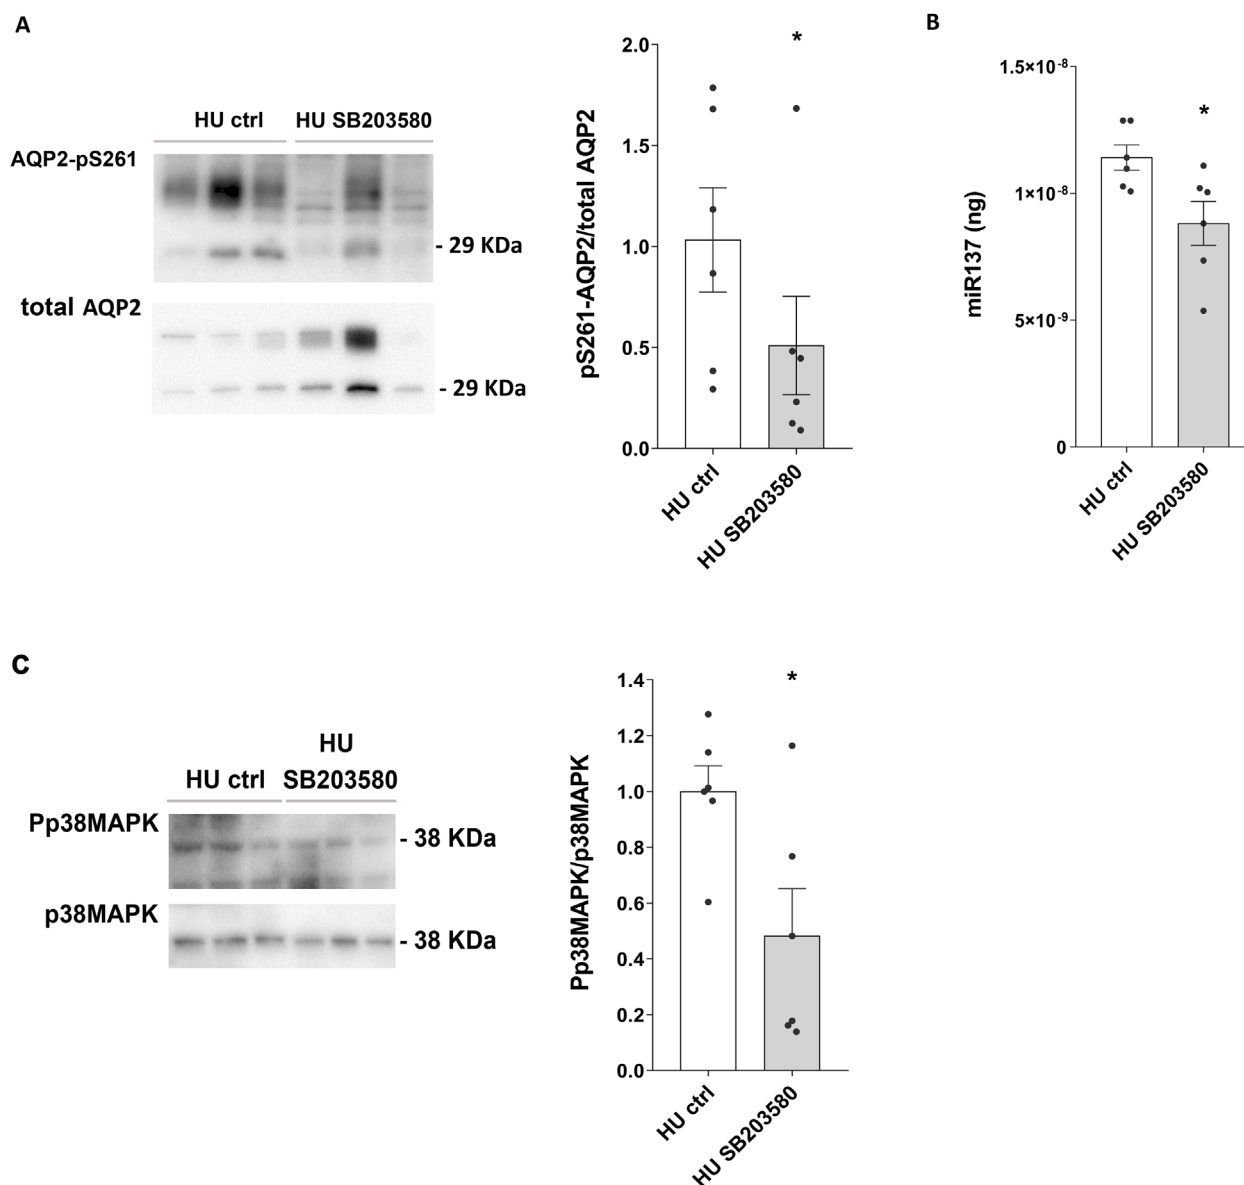 A
HU ctrl
HU SB203580
AQP2-pS261
- 29 KDa
total AQP2
- 29 KDa
pS261-AQP2/total AQP2
2.0
1.5
1.0
0.5
0.0
*
HU ctrl
HU SB203580
B
miR137 (ng)
1.5×10⁻⁸
1×10⁻⁸
5×10⁻⁹
0
*
HU ctrl
HU SB203580
C
HU ctrl
HU
SB203580
Pp38MAPK
- 38 KDa
p38MAPK
- 38 KDa
Pp38MAPK/p38MAPK
1.4
1.2
1.0
0.8
0.6
0.4
0.2
0.0
*
HU ctrl
HU SB203580